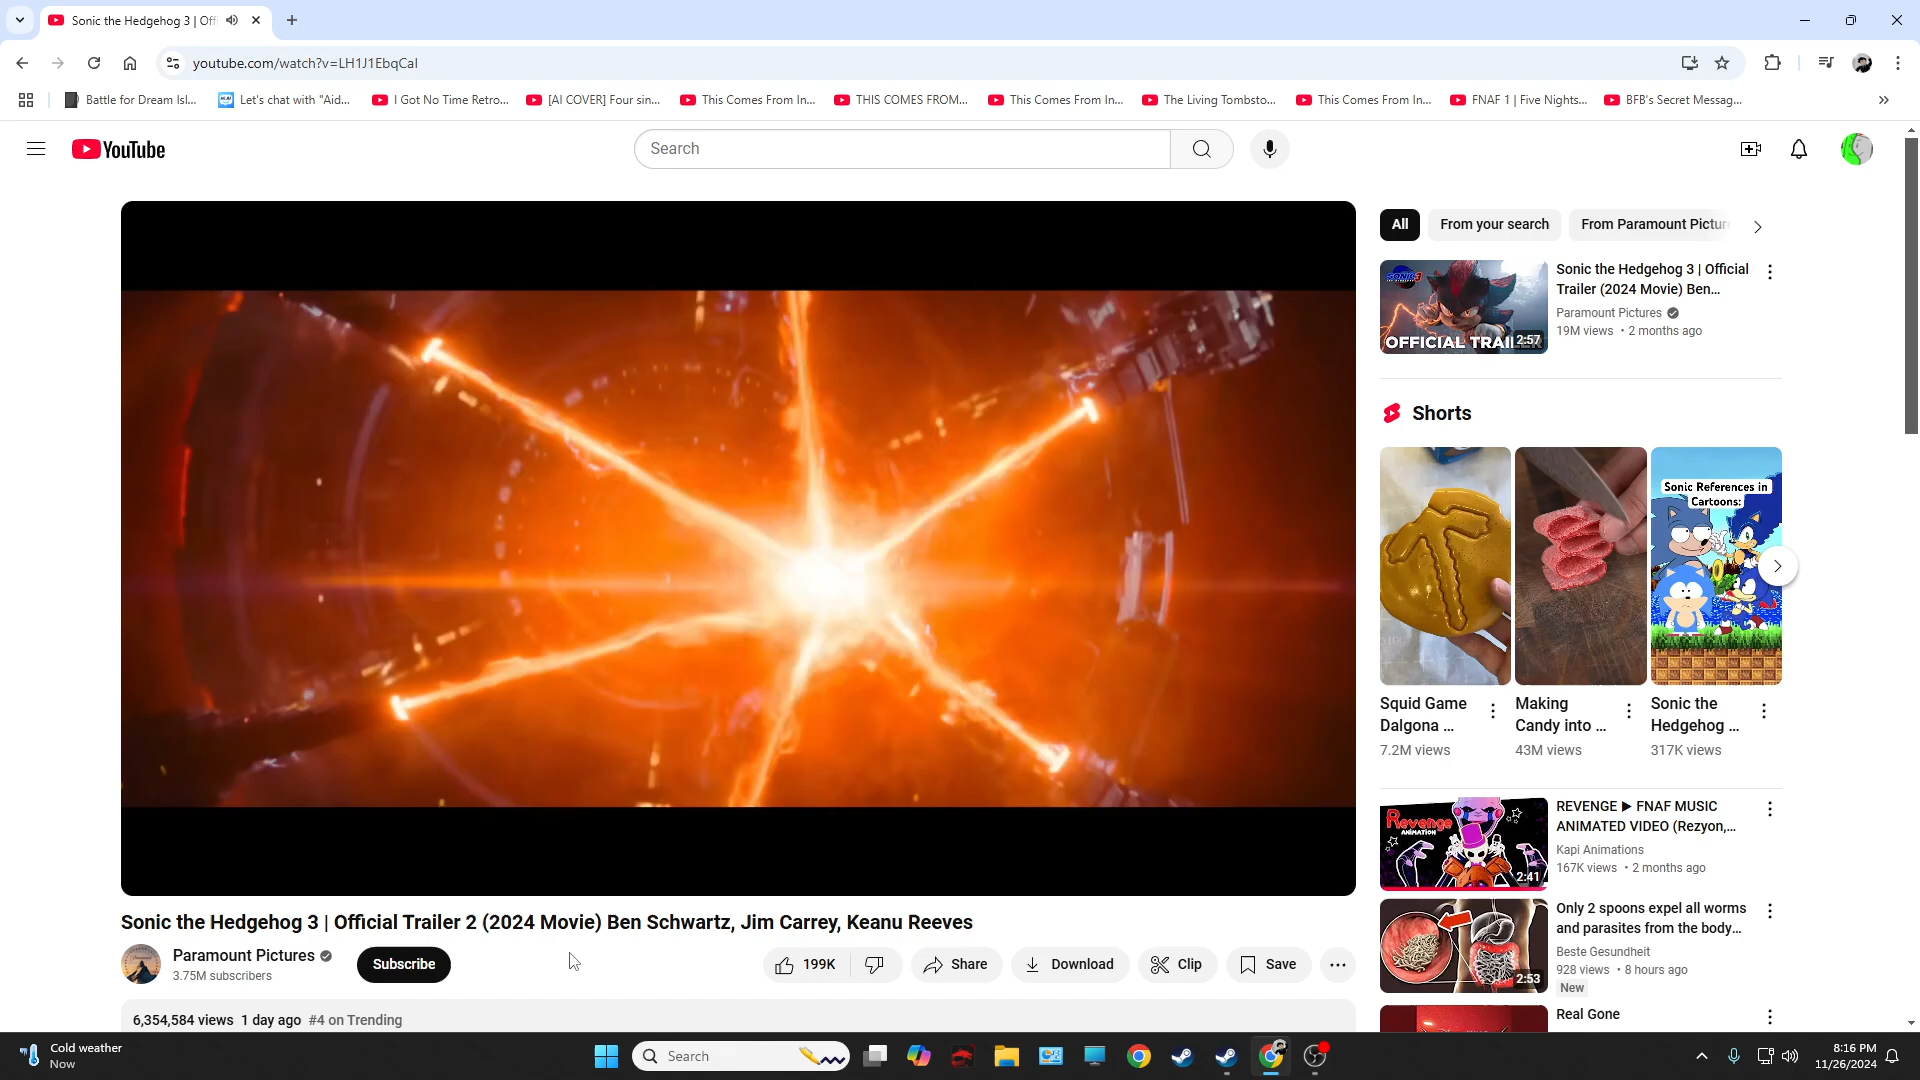 Sonic the Hedgehog 3 | Offi
youtube.com/watch?v=LH1J1EbqCaI
Battle for Dream Isl...
Let's chat with "Aid...
I Got No Time Retro...
[AI COVER] Four sin...
This Comes From In...
THIS COMES FROM...
This Comes From In...
The Living Tombsto...
This Comes From In...
FNAF 1 | Five Nights...
BFB's Secret Messag...
YouTube
Search
All
From your search
From Paramount Pictur
SONIC 3
OFFICIAL TRAI
2:57
Sonic the Hedgehog 3 | Official
Trailer (2024 Movie) Ben...
Paramount Pictures
19M views • 2 months ago
Shorts
Sonic References in
Cartoons:
Squid Game
Dalgona ...
7.2M views
Making
Candy into ...
43M views
Sonic the
Hedgehog ...
317K views
Revenge
ANIMATION
2:41
REVENGE ▶ FNAF MUSIC
ANIMATED VIDEO (Rezyon,...
Kapi Animations
167K views • 2 months ago
2:53
Only 2 spoons expel all worms
and parasites from the body...
Beste Gesundheit
928 views • 8 hours ago
New
Real Gone
Sonic the Hedgehog 3 | Official Trailer 2 (2024 Movie) Ben Schwartz, Jim Carrey, Keanu Reeves
Paramount Pictures
3.75M subscribers
Subscribe
199K
Share
Download
Clip
Save
6,354,584 views 1 day ago #4 on Trending
Cold weather
Now
Search
8:16 PM
11/26/2024